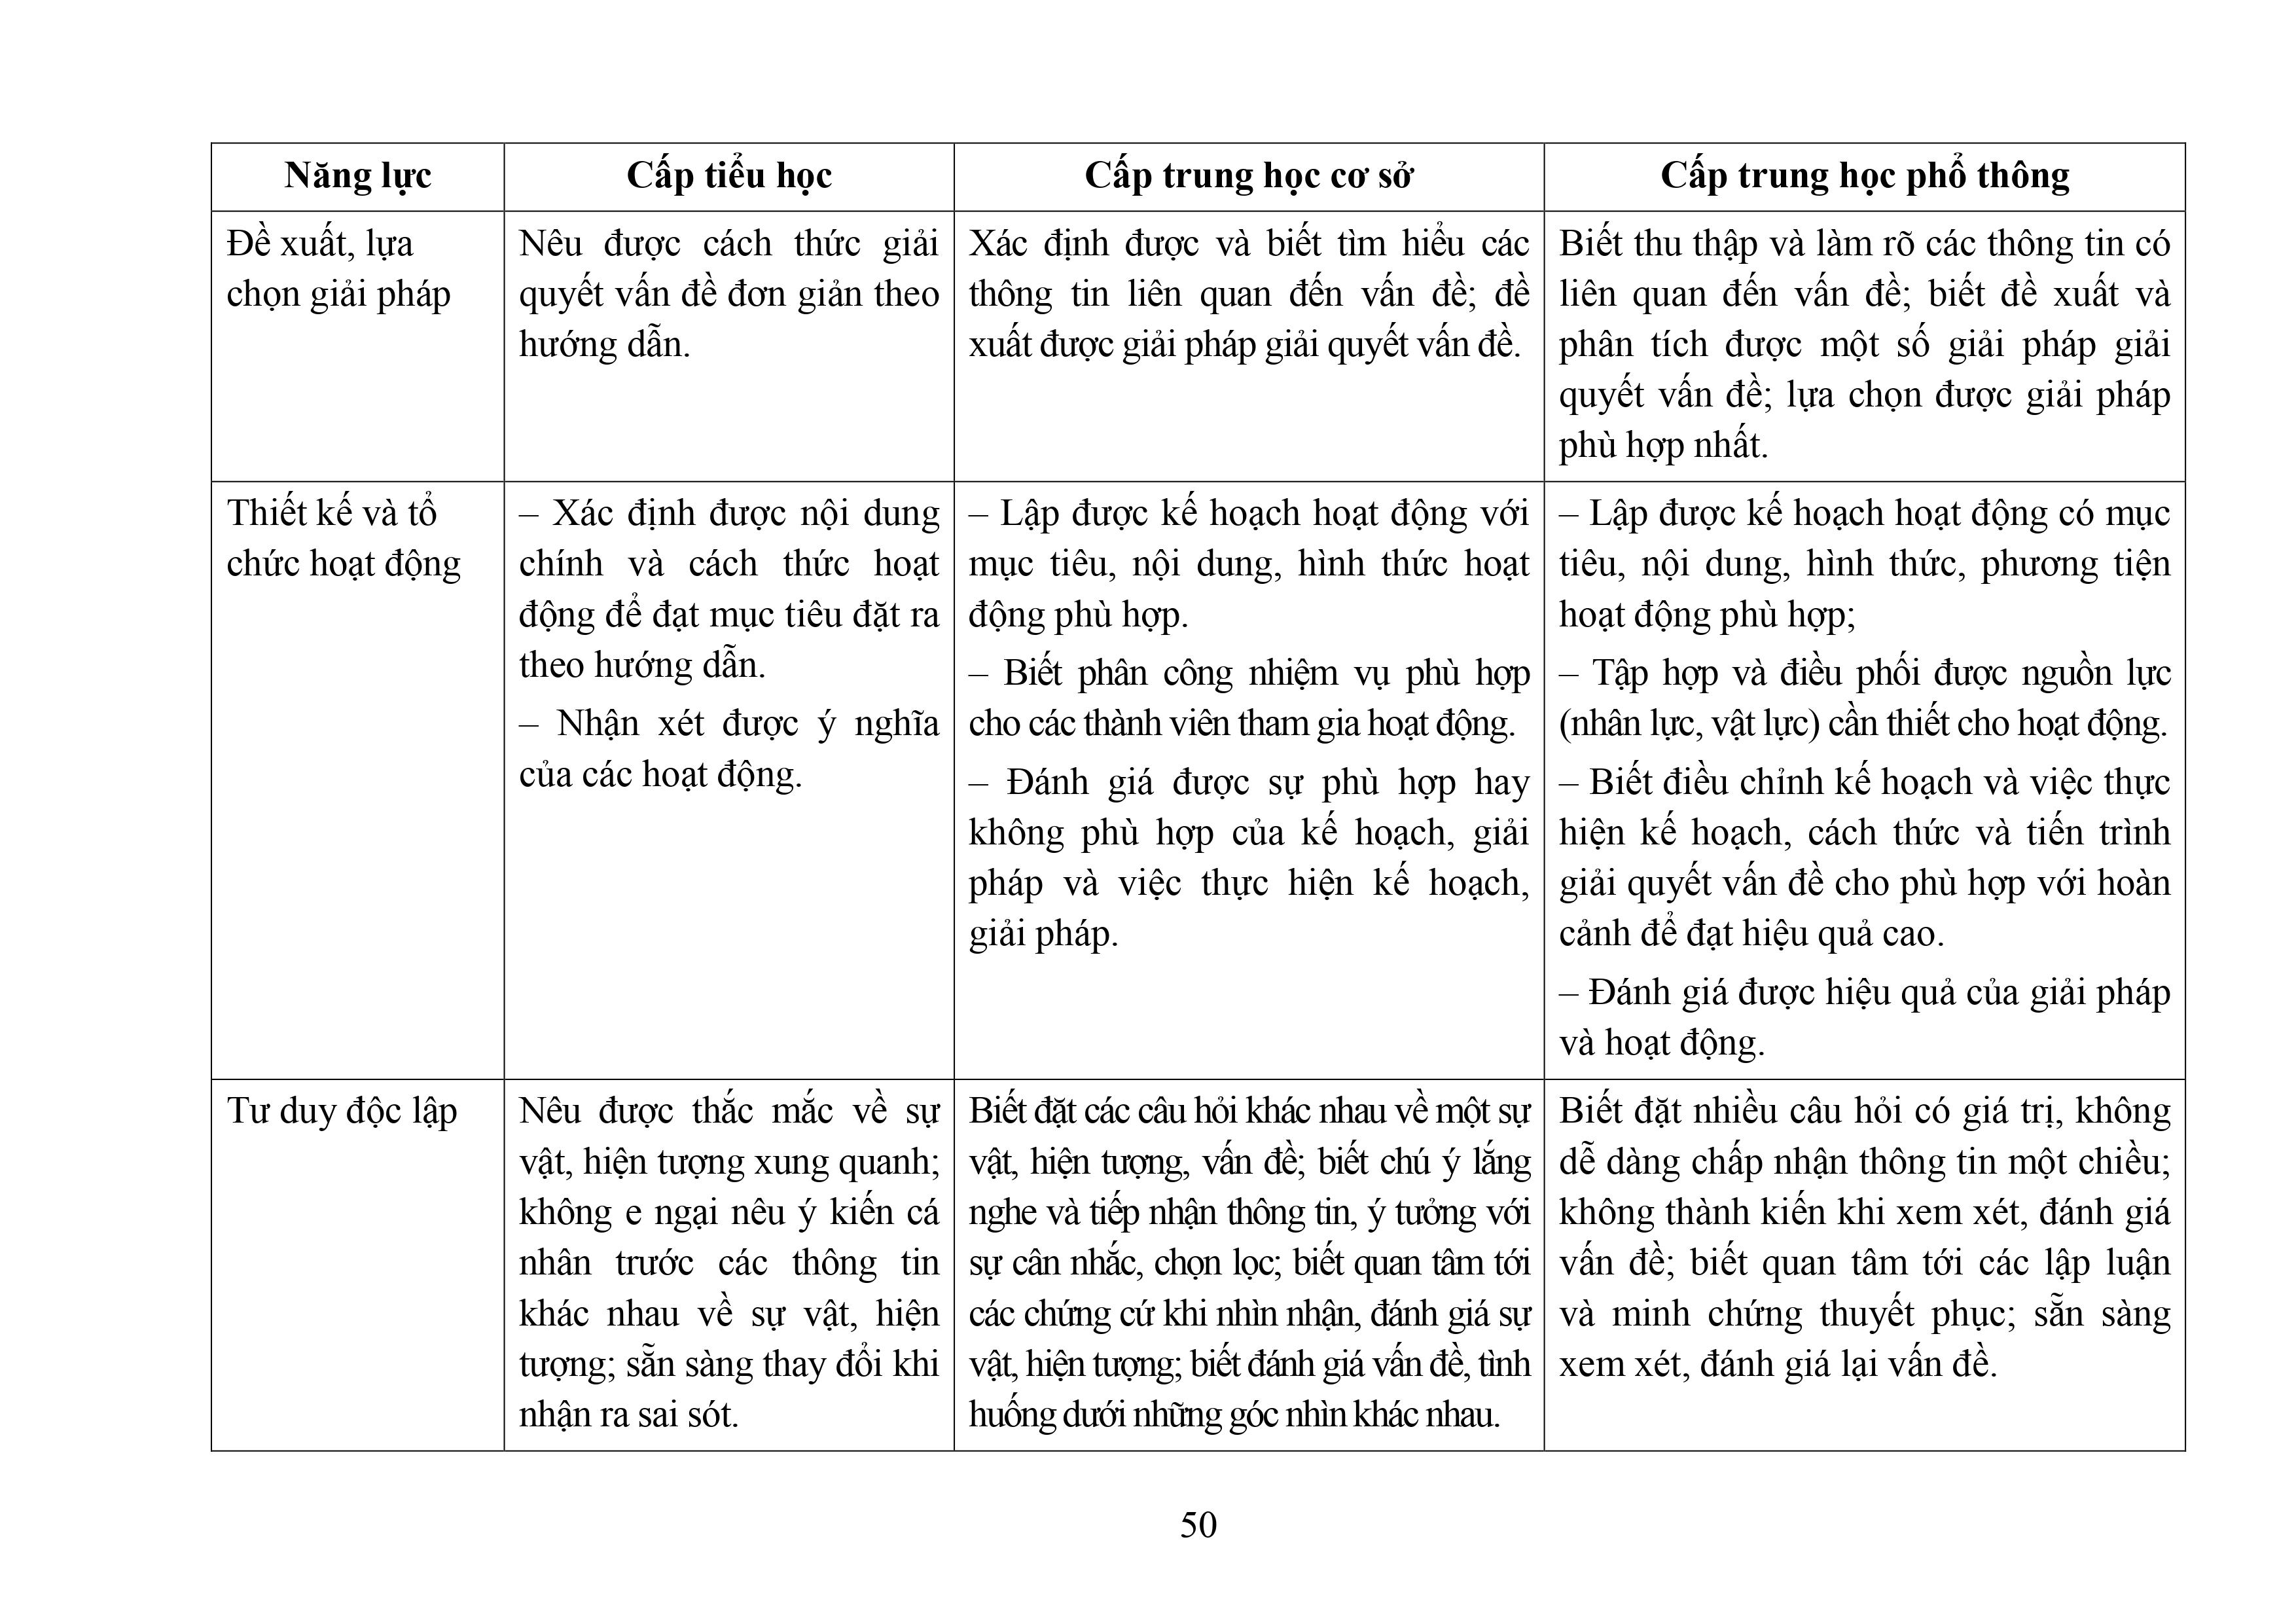 Năng lực
Cấp tiểu học
Cấp trung học cơ sở
Cấp trung học phổ thông
Đề xuất, lựa
chọn giải pháp
Nêu được cách thức giải
quyết vấn đề đơn giản theo
hướng dẫn.
Xác định được và biết tìm hiểu các
thông tin liên quan đến vấn đề; đề
xuất được giải pháp giải quyết vấn đề.
Biết thu thập và làm rõ các thông tin có
liên quan đến vấn đề; biết đề xuất và
phân tích được một số giải pháp giải
quyết vấn đề; lựa chọn được giải pháp
phù hợp nhất.
Thiết kế và tổ
chức hoạt động
– Xác định được nội dung
chính và cách thức hoạt
động để đạt mục tiêu đặt ra
theo hướng dẫn.
– Nhận xét được ý nghĩa
của các hoạt động.
– Lập được kế hoạch hoạt động với
mục tiêu, nội dung, hình thức hoạt
động phù hợp.
– Biết phân công nhiệm vụ phù hợp
cho các thành viên tham gia hoạt động.
– Đánh giá được sự phù hợp hay
không phù hợp của kế hoạch, giải
pháp và việc thực hiện kế hoạch,
giải pháp.
– Lập được kế hoạch hoạt động có mục
tiêu, nội dung, hình thức, phương tiện
hoạt động phù hợp;
– Tập hợp và điều phối được nguồn lực
(nhân lực, vật lực) cần thiết cho hoạt động.
– Biết điều chỉnh kế hoạch và việc thực
hiện kế hoạch, cách thức và tiến trình
giải quyết vấn đề cho phù hợp với hoàn
cảnh để đạt hiệu quả cao.
– Đánh giá được hiệu quả của giải pháp
và hoạt động.
Tư duy độc lập
Nêu được thắc mắc về sự
vật, hiện tượng xung quanh;
không e ngại nêu ý kiến cá
nhân trước các thông tin
khác nhau về sự vật, hiện
tượng; sẵn sàng thay đổi khi
nhận ra sai sót.
Biết đặt các câu hỏi khác nhau về một sự
vật, hiện tượng, vấn đề; biết chú ý lắng
nghe và tiếp nhận thông tin, ý tưởng với
sự cân nhắc, chọn lọc; biết quan tâm tới
các chứng cứ khi nhìn nhận, đánh giá sự
vật, hiện tượng; biết đánh giá vấn đề, tình
huống dưới những góc nhìn khác nhau.
Biết đặt nhiều câu hỏi có giá trị, không
dễ dàng chấp nhận thông tin một chiều;
không thành kiến khi xem xét, đánh giá
vấn đề; biết quan tâm tới các lập luận
và minh chứng thuyết phục; sẵn sàng
xem xét, đánh giá lại vấn đề.
50